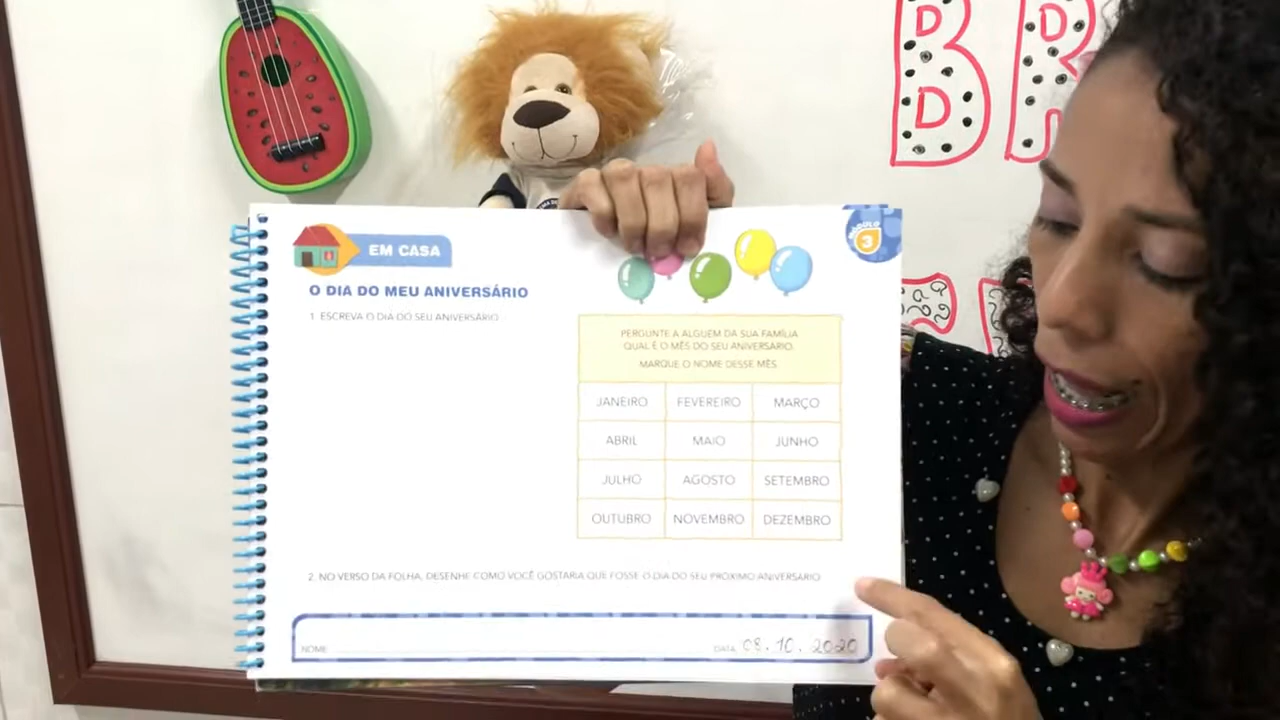 BR
EM CASA
MÓDULO
3
O DIA DO MEU ANIVERSÁRIO
1. ESCREVA O DIA DO SEU ANIVERSÁRIO.
PERGUNTE A ALGUÉM DA SUA FAMÍLIA
QUAL É O MÊS DO SEU ANIVERSÁRIO.
MARQUE O NOME DESSE MÊS.
JANEIRO FEVEREIRO MARÇO
ABRIL MAIO JUNHO
JULHO AGOSTO SETEMBRO
OUTUBRO NOVEMBRO DEZEMBRO
2. NO VERSO DA FOLHA, DESENHE COMO VOCÊ GOSTARIA QUE FOSSE O DIA DO SEU PRÓXIMO ANIVERSÁRIO.
NOME: DATA: 08.10.2020